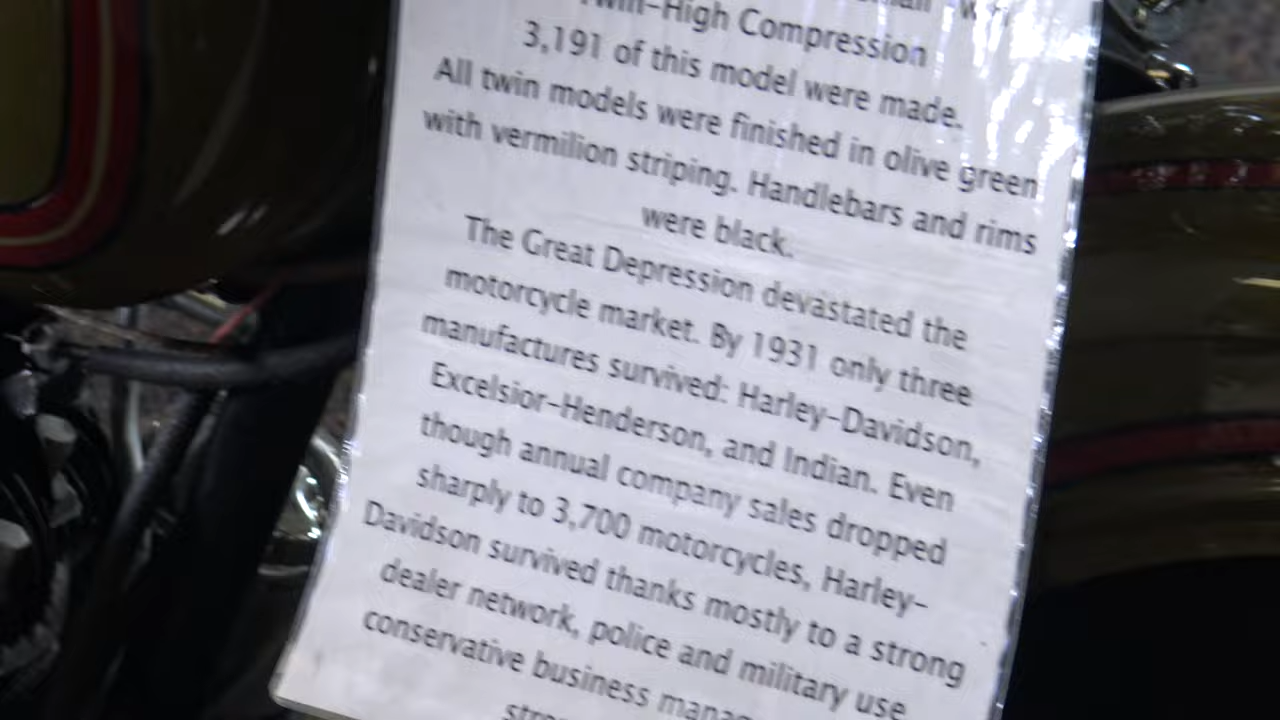 Twin-High Compression
3,191 of this model were made.
All twin models were finished in olive green
with vermilion striping. Handlebars and rims
were black.
The Great Depression devastated the
motorcycle market. By 1931 only three
manufactures survived: Harley-Davidson,
Excelsior-Henderson, and Indian. Even
though annual company sales dropped
sharply to 3,700 motorcycles, Harley-
Davidson survived thanks mostly to a strong
dealer network, police and military use
conservative business